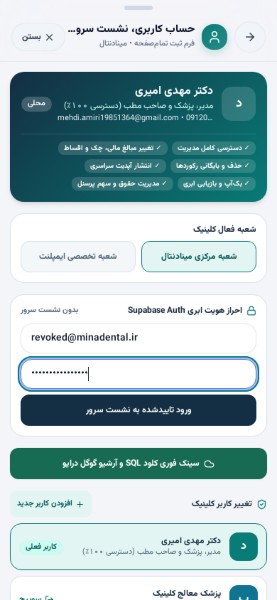 حساب کاربری، نشست سرو...
فرم ثبت تمام‌صفحه • مینادنتال
بستن
دکتر مهدی امیری
مدیر، پزشک و صاحب مطب (دسترسی ۱۰۰٪)
mehdi.amiri19851364@gmail.com • 09120...
محلی
د
✓ دسترسی کامل مدیریت
✓ تغییر مبالغ مالی، چک و اقساط
✓ حذف و بایگانی رکوردها
✓ انتشار آپدیت سراسری
✓ بک‌آپ و بازیابی ابری
✓ مدیریت حقوق و سهم پرسنل
شعبه فعال کلینیک
شعبه مرکزی مینادنتال
شعبه تخصصی ایمپلنت
احراز هویت ابری Supabase Auth
بدون نشست سرور
revoked@minadental.ir
ورود تاییدشده به نشست سرور
سینک فوری کلود SQL و آرشیو گوگل درایو
تغییر کاربر کلینیک
+ افزودن کاربر جدید
د
دکتر مهدی امیری
مدیر، پزشک و صاحب مطب (دسترسی ۱۰۰٪)
کاربر فعلی
پزشک معالج کلینیک